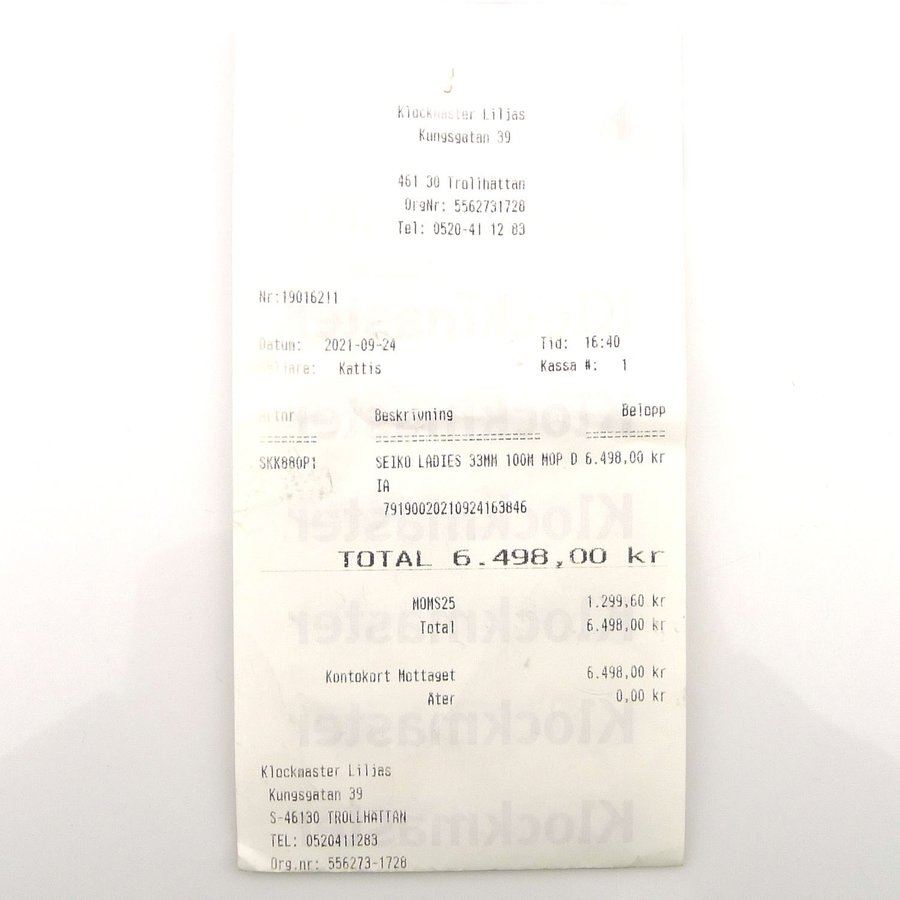 Klockmaster Liljas
Kungsgatan 39
461 30 Trollhattan
OrgNr: 5562731728
Tel: 0520-41 12 83
Nr:19016211
Datum: 2021-09-24 Tid: 16:40
Kattis Kassa #: 1
Artnr Beskrivning Belopp
SKK880P1 SEIKO LADIES 33MM 100M MOP D 6.498,00 kr
IA
79190020210924163846
TOTAL 6.498,00 kr
MOMS25 1.299,60 kr
Total 6.498,00 kr
Kontokort Mottaget 6.498,00 kr
Åter 0,00 kr
Klockmaster Liljas
Kungsgatan 39
S-46130 TROLLHÄTTAN
TEL: 0520411283
Org.nr: 556273-1728